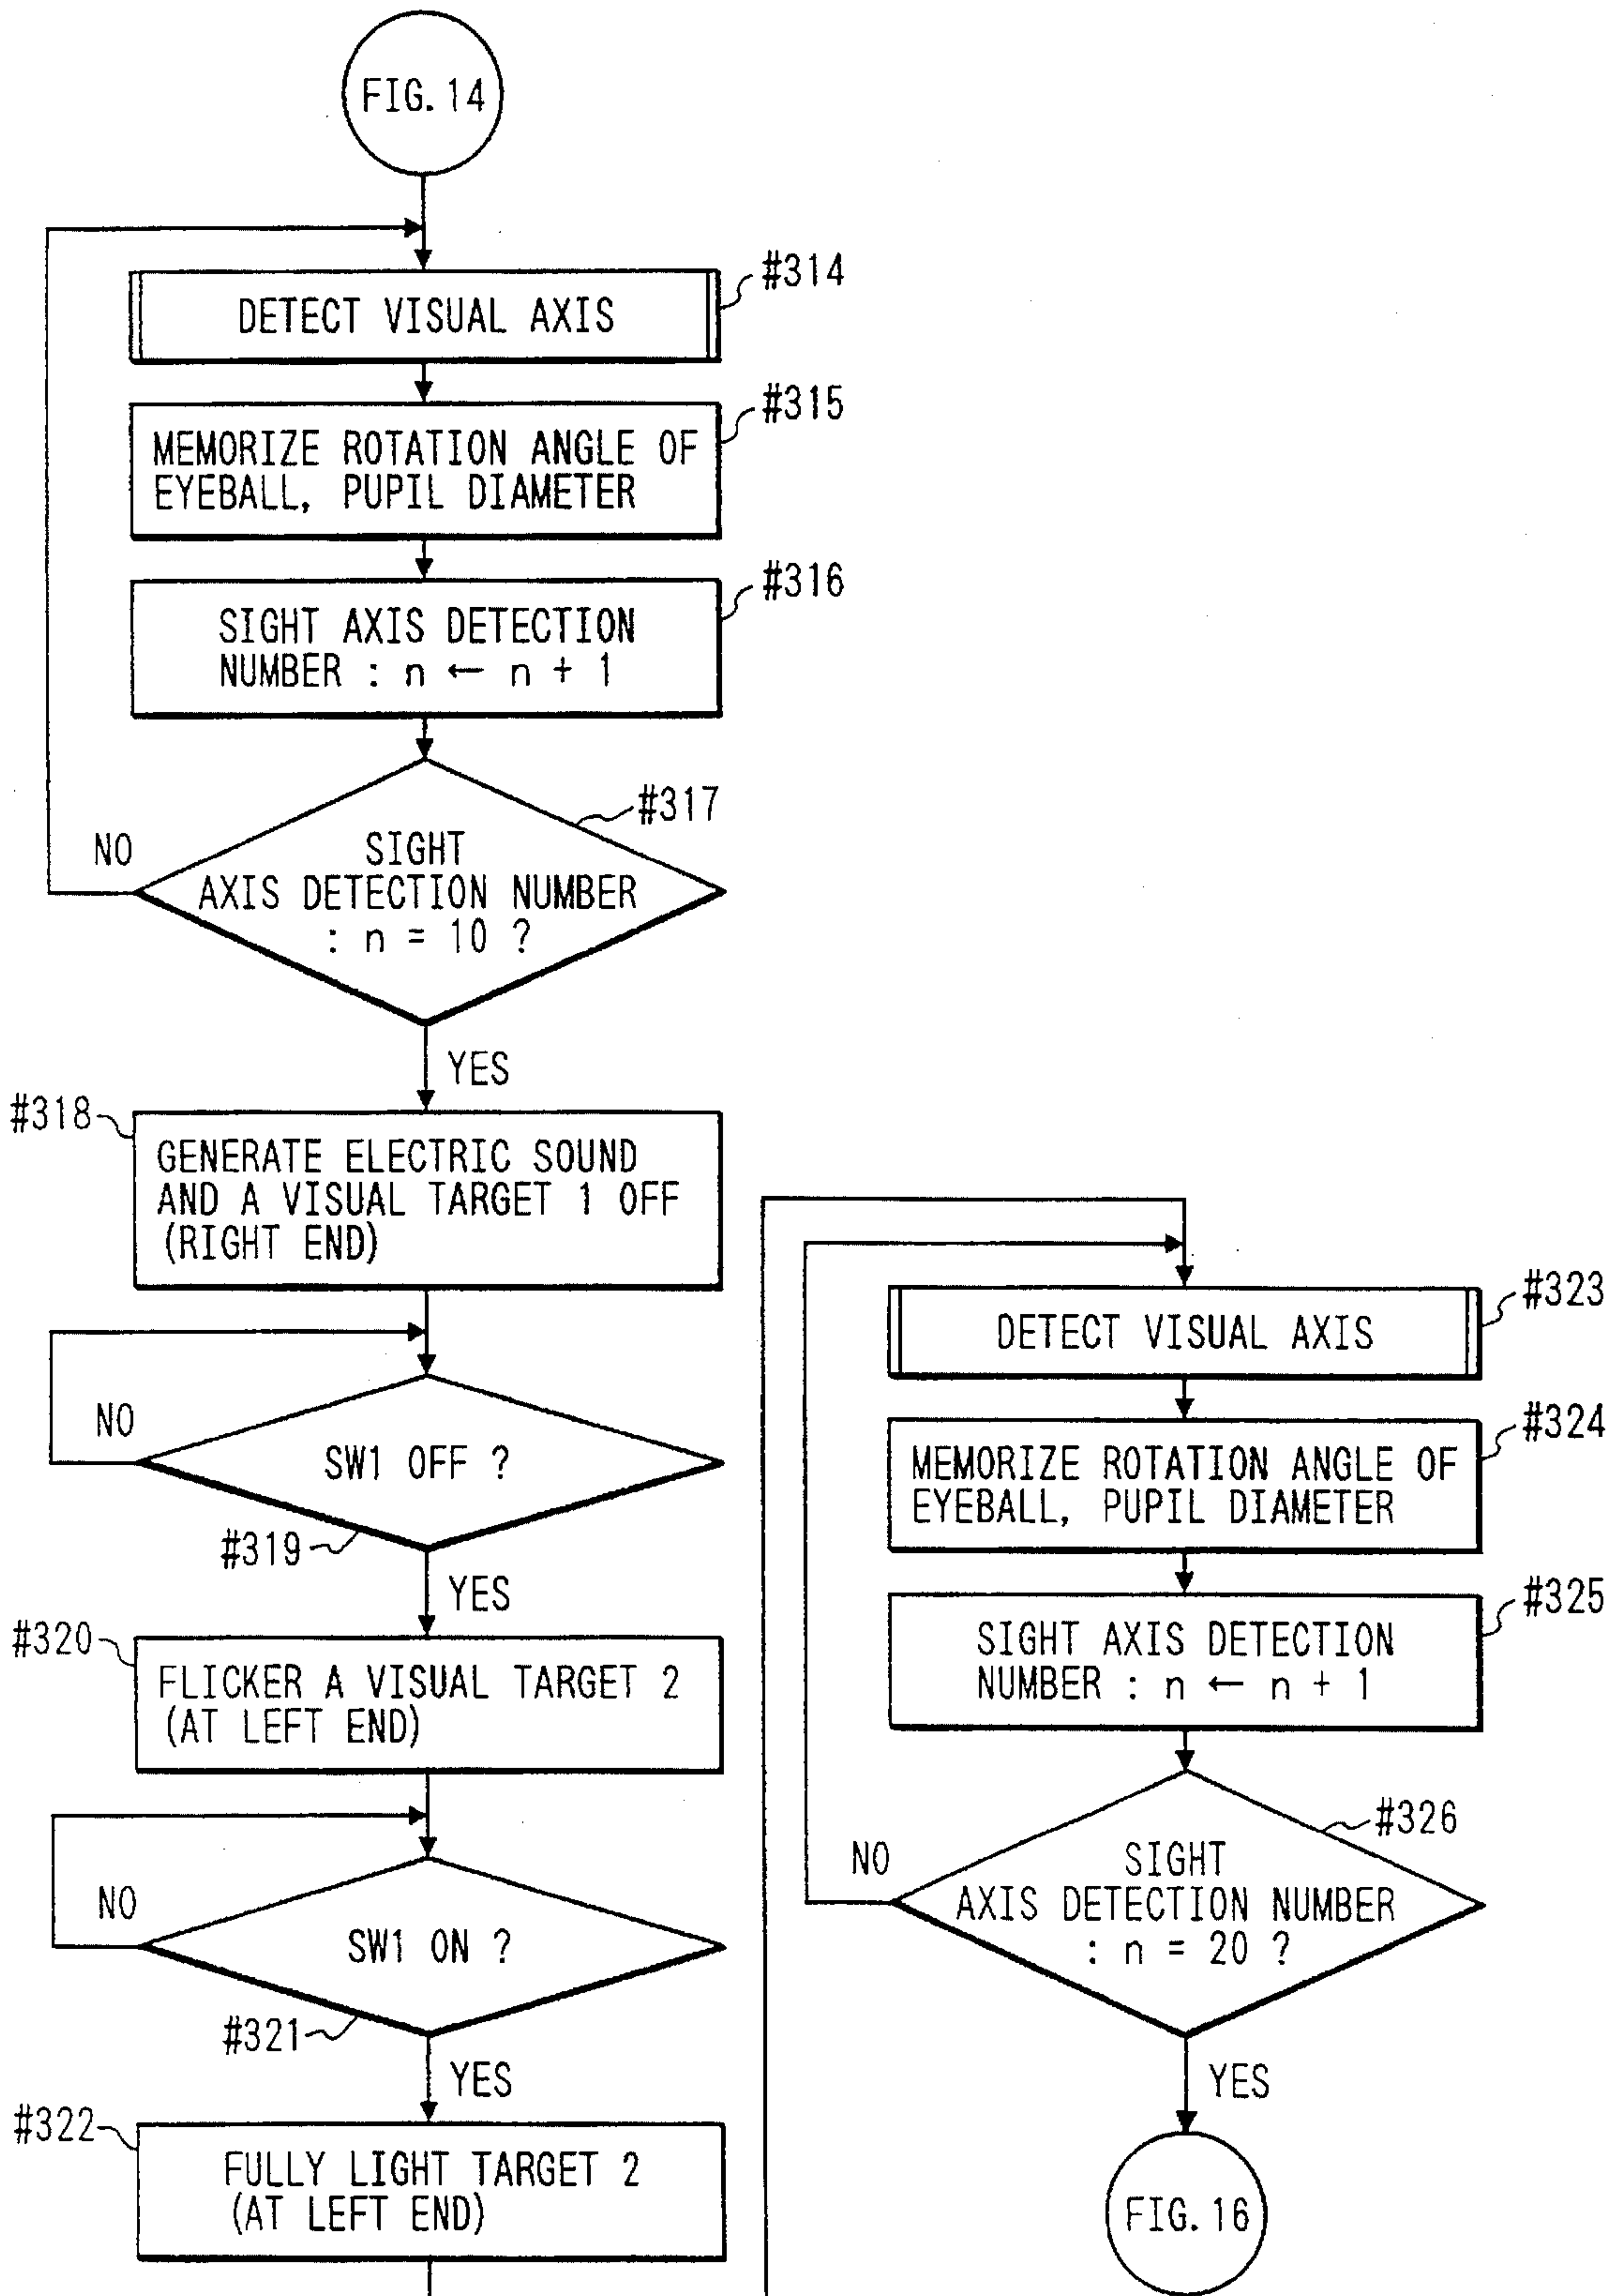 FIG. 14
#314
DETECT VISUAL AXIS
#315
MEMORIZE ROTATION ANGLE OF
EYEBALL, PUPIL DIAMETER
#316
SIGHT AXIS DETECTION
NUMBER : n ← n + 1
#317
NO
SIGHT
AXIS DETECTION NUMBER
: n = 10 ?
YES
#318
GENERATE ELECTRIC SOUND
AND A VISUAL TARGET 1 OFF
(RIGHT END)
NO
SW1 OFF ?
#319
YES
#320
FLICKER A VISUAL TARGET 2
(AT LEFT END)
NO
SW1 ON ?
#321
YES
#322
FULLY LIGHT TARGET 2
(AT LEFT END)
#323
DETECT VISUAL AXIS
#324
MEMORIZE ROTATION ANGLE OF
EYEBALL, PUPIL DIAMETER
#325
SIGHT AXIS DETECTION
NUMBER : n ← n + 1
#326
NO
SIGHT
AXIS DETECTION NUMBER
: n = 20 ?
YES
FIG. 16